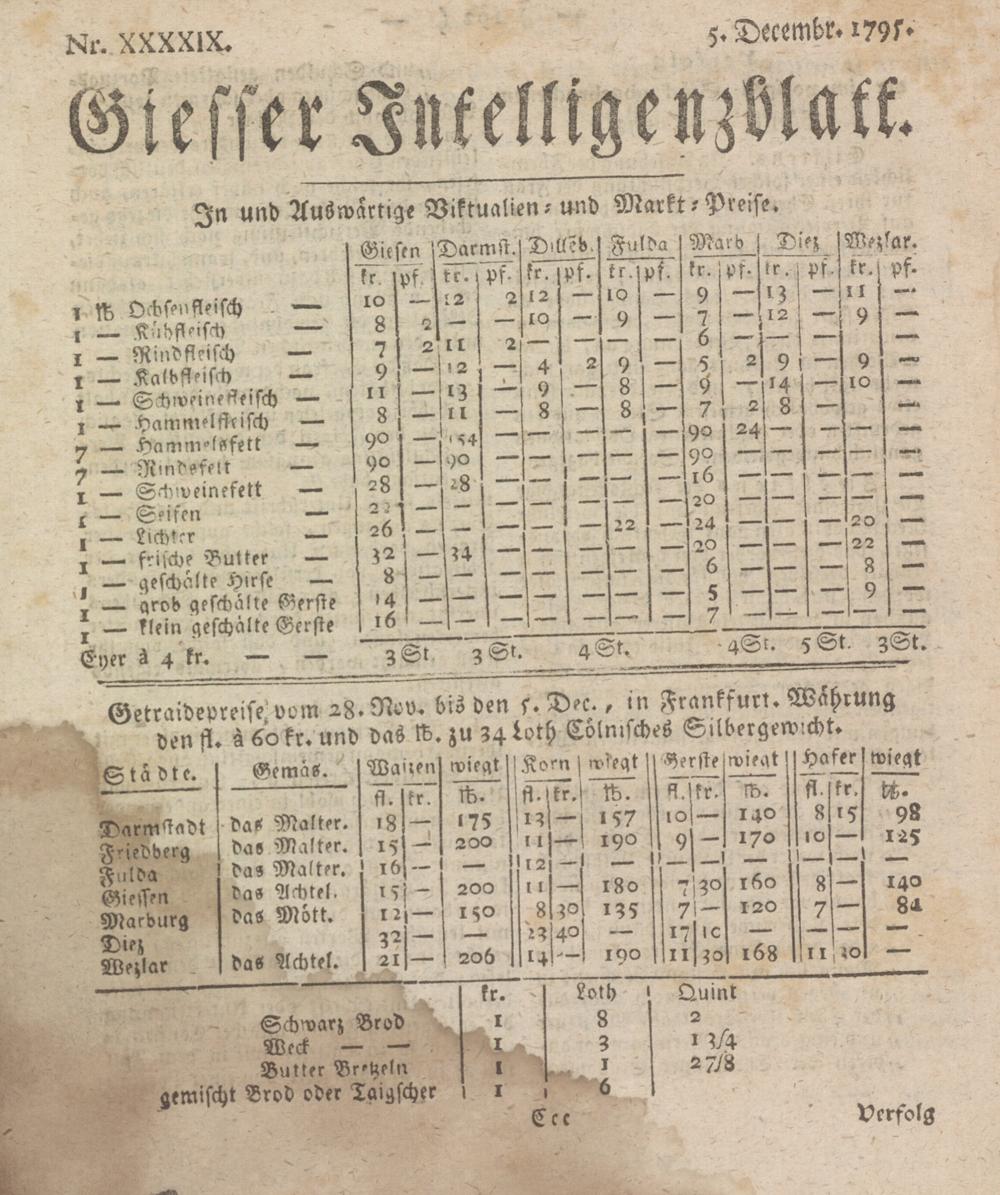 Nr. XXXXIX. 5. Decembr. 1795.
Giesser Intelligenzblatt.
In und Auswärtige Viktualien- und Markt-Preise.
Giesen Darmst. Dilleb. Fulda Marb Diez Wezlar.
kr. pf. kr. pf. kr. pf. kr. pf. kr. pf. kr. pf. kr. pf.
1 ℔ Ochsenfleisch — 10 — 12 2 12 — 10 — 9 — 13 — 11 —
1 — Kühfleisch 8 2 — — 10 — 9 — 7 — 12 — 9 —
1 — Rindfleisch — 7 2 11 2 — — — — 6 — — — — —
1 — Kalbfleisch 9 — 12 — 4 2 9 — 5 2 9 — 9 —
1 — Schweinefleisch — 11 — 13 — 9 — 8 — 9 — 14 — 10 —
1 — Hammelfleisch — 8 — 11 — 8 — 8 — 7 2 8 — — —
7 — Hammelsfett 90 — 54 — — — — — 90 24 — — — —
7 — Rindsfett — 90 — 90 — — — — — 90 — — — — —
1 — Schweinefett — 28 — 28 — — — — — 16 — — — — —
1 — Seifen — — — — — — — 20 — — — — —
1 — Lichter — 26 — — — — — 22 — 24 — — — 20 —
1 — frische Butter — 32 — 34 — — — — — 20 — — — 22 —
1 — geschälte Hirse — 8 — — — — — — — 6 — — — 8 —
1 — grob geschälte Gerste 14 — — — — — — — 5 — — — 9 —
1 — klein geschälte Gerste 16 — — — — — — — 7 — — — — —
Eyer à 4 kr. — — 3 St. 3 St. 4 St. 4 St. 5 St. 3 St.
Getraidepreise, vom 28. Nov. bis den 5. Dec., in Frankfurt. Währung
den fl. à 60 kr. und das ℔. zu 34 Loth Cölnisches Silbergewicht.
Städte. Gemäs. Waizen wiegt Korn wiegt Gerste wiegt Hafer wiegt
fl. kr. ℔. fl. kr. ℔. fl. kr. ℔. fl. kr. ℔.
Darmstadt das Malter. 18 — 175 13 — 157 10 — 140 8 15 98
Friedberg das Malter. 15 — 200 11 — 190 9 — 170 10 — 125
Fulda das Malter. 16 — — 12 — — — — — — — —
Giessen das Achtel. 15 — 200 11 — 180 7 30 160 8 — 140
Marburg das Mött. 12 — 150 8 30 135 7 — 120 7 — 84
Diez 32 — — 23 40 — 17 10 — — — —
Wezlar das Achtel. 21 — 206 14 — 190 11 30 168 11 30 —
kr. Loth Quint
Schwarz Brod 1 8 2
Weck — — 1 3 1 3/4
Butter Bretzeln 1 1 2 7/8
gemischt Brod oder Taigscher 1 6
Ccc Verfolg